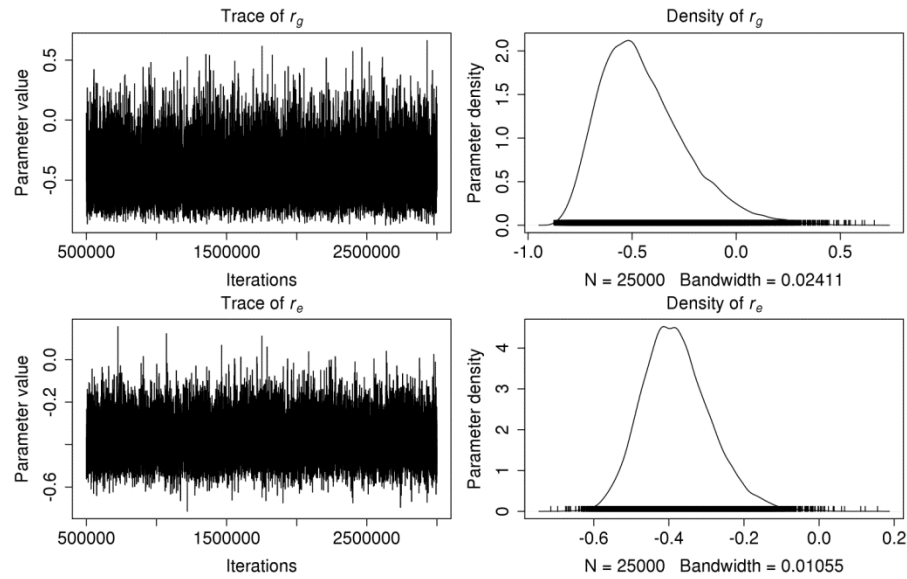 Trace of r_g
Parameter value
0.5
0.0
-0.5
500000 1500000 2500000
Iterations
Density of r_g
Parameter density
2.0
1.5
1.0
0.5
0.0
-1.0 -0.5 0.0 0.5
N = 25000 Bandwidth = 0.02411
Trace of r_e
Parameter value
0.0
-0.2
-0.6
500000 1500000 2500000
Iterations
Density of r_e
Parameter density
4
3
2
1
0
-0.6 -0.4 -0.2 0.0 0.2
N = 25000 Bandwidth = 0.01055